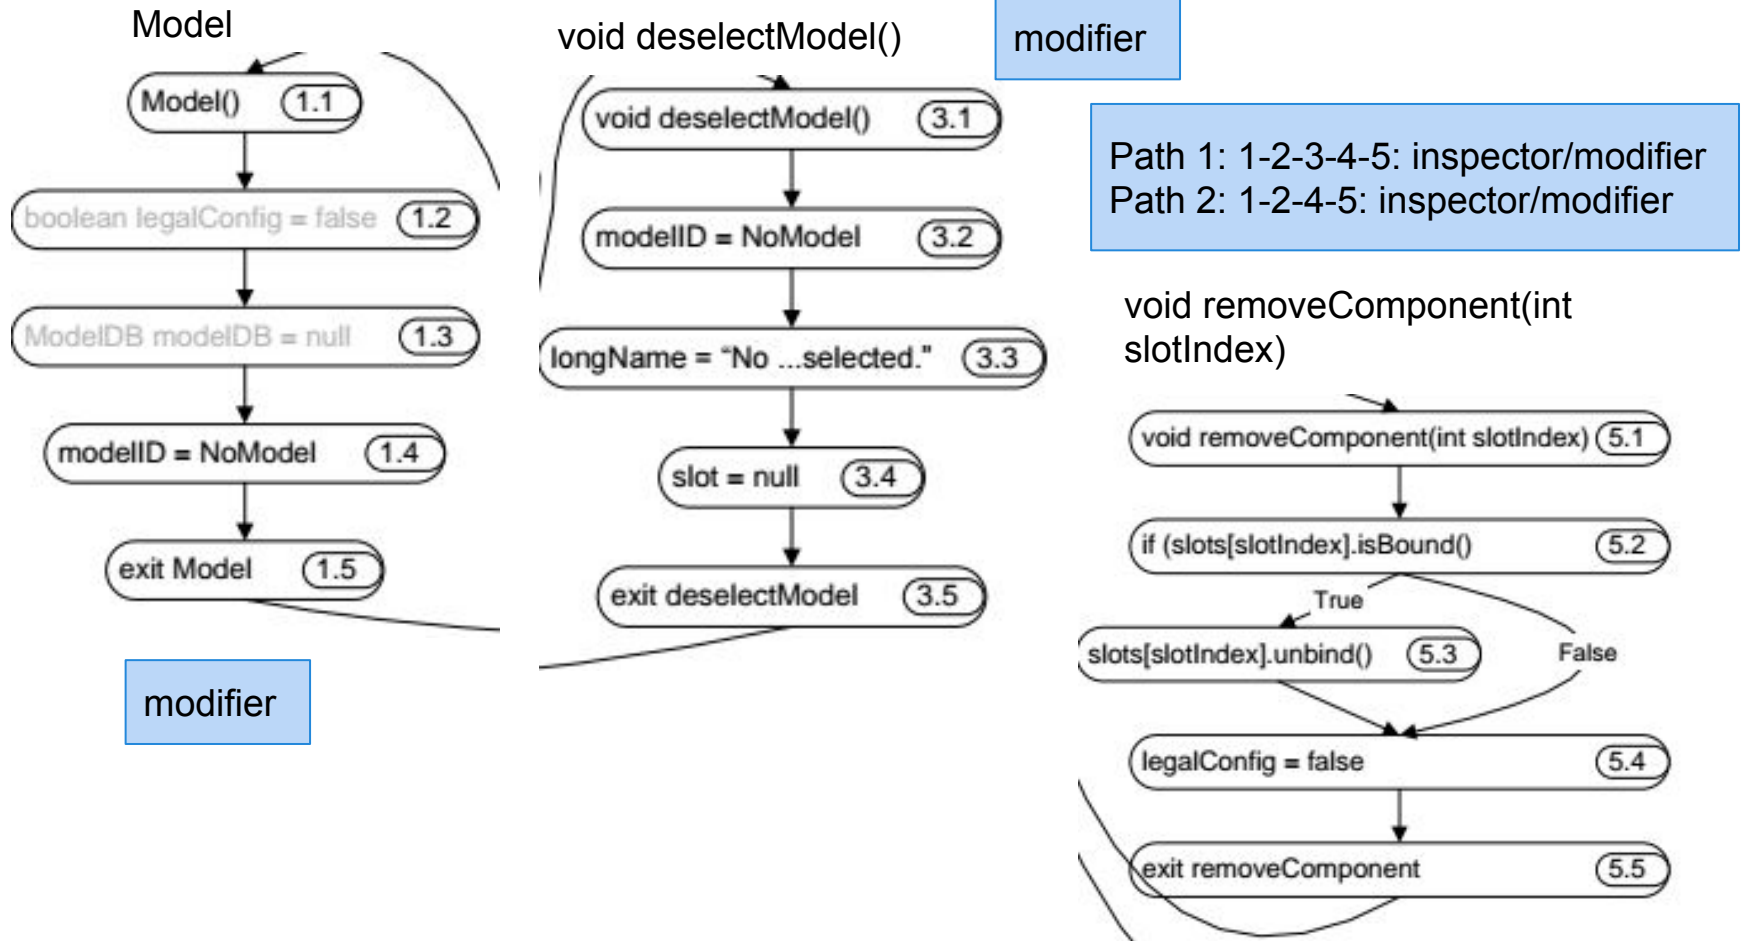 Model
Model() 1.1
boolean legalConfig = false 1.2
ModelDB modelDB = null 1.3
modelID = NoModel 1.4
exit Model 1.5
modifier
void deselectModel()
modifier
void deselectModel() 3.1
modelID = NoModel 3.2
longName = “No ...selected." 3.3
slot = null 3.4
exit deselectModel 3.5
Path 1: 1-2-3-4-5: inspector/modifier
Path 2: 1-2-4-5: inspector/modifier
void removeComponent(int
slotIndex)
void removeComponent(int slotIndex) 5.1
if (slots[slotIndex].isBound() 5.2
True
False
slots[slotIndex].unbind() 5.3
legalConfig = false 5.4
exit removeComponent 5.5